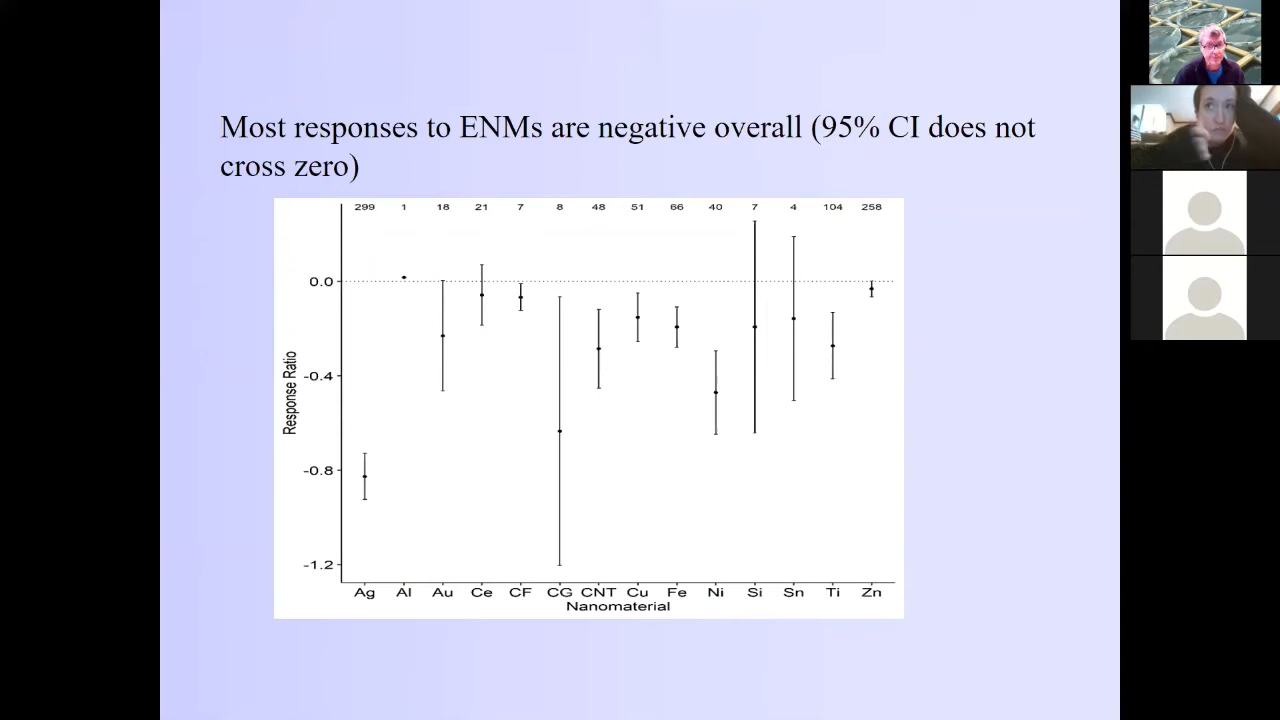 Most responses to ENMs are negative overall (95% CI does not
cross zero)
299 1 18 21 7 8 48 51 66 40 7 4 104 258
0.0
-0.4
-0.8
-1.2
Response Ratio
Ag Al Au Ce CF CG CNT Cu Fe Ni Si Sn Ti Zn
Nanomaterial